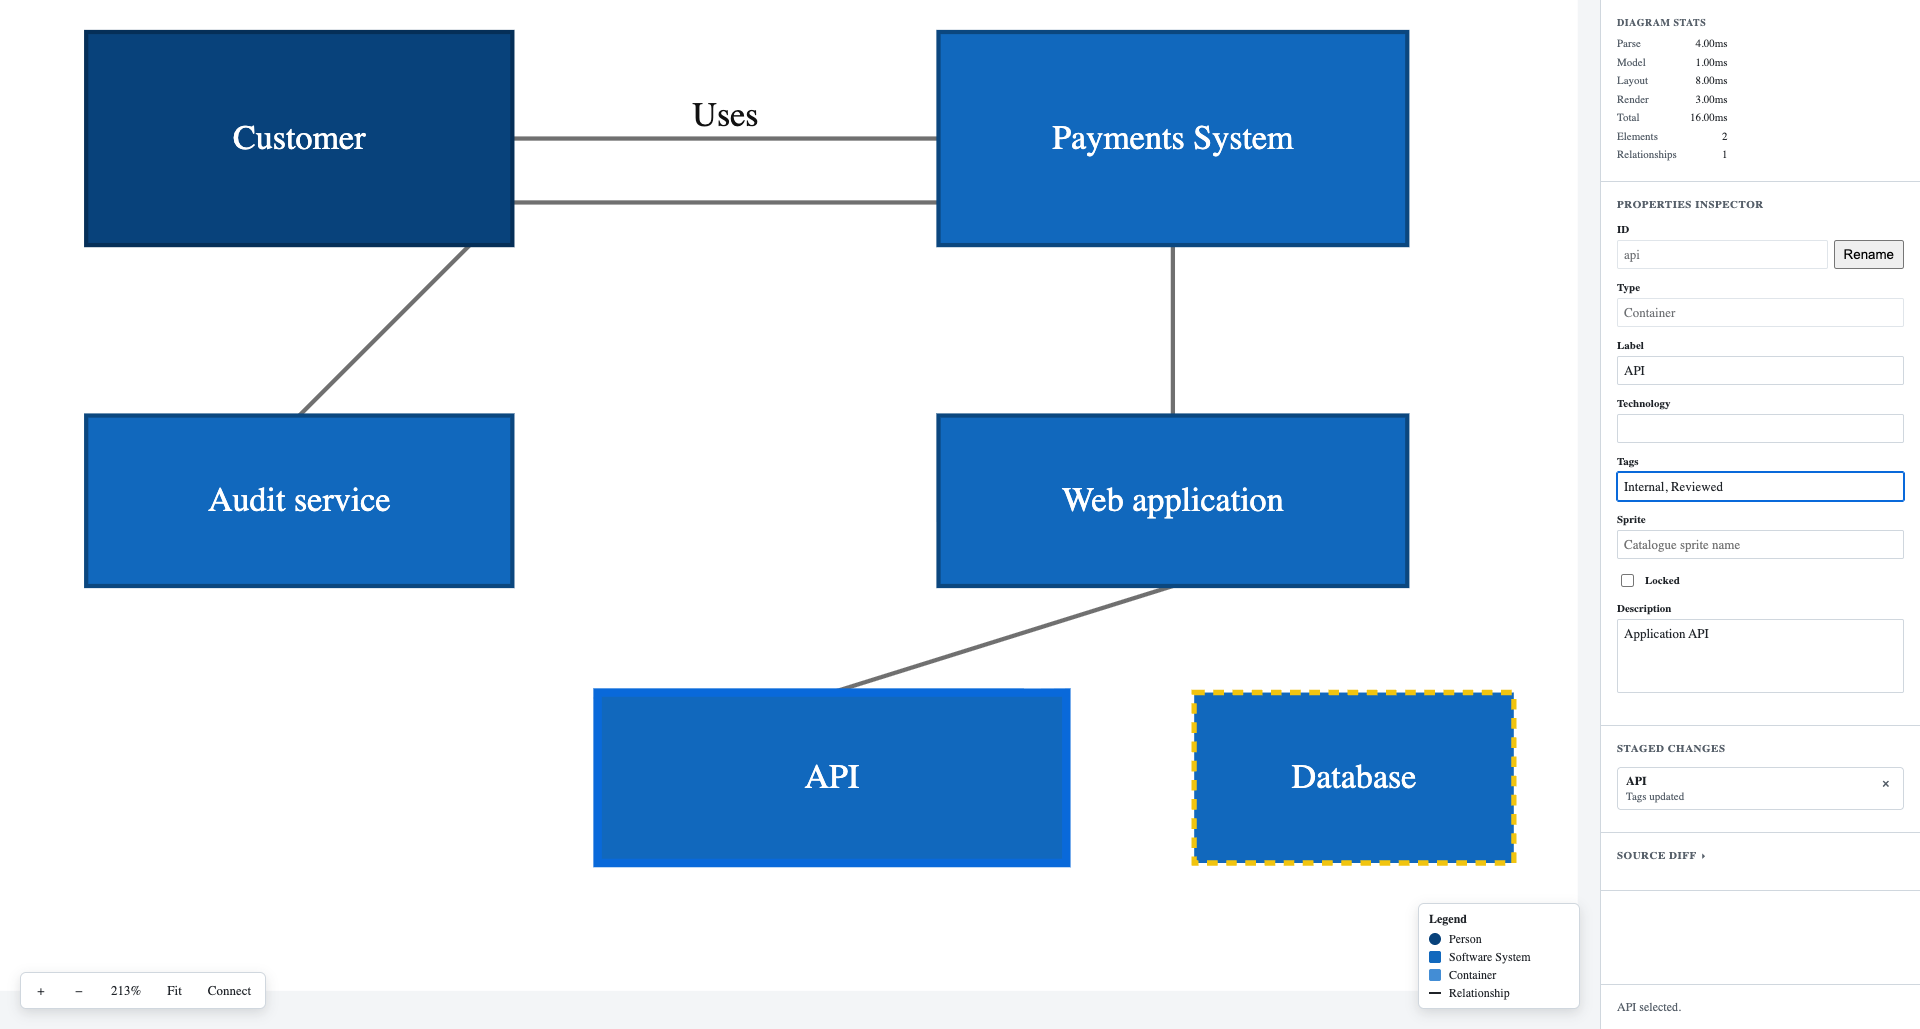 Customer
Uses
Payments System
Audit service
Web application
API
Database
Legend
Person
Software System
Container
Relationship
+ − 213% Fit Connect
DIAGRAM STATS
Parse 4.00ms
Model 1.00ms
Layout 8.00ms
Render 3.00ms
Total 16.00ms
Elements 2
Relationships 1
PROPERTIES INSPECTOR
ID
api Rename
Type
Container
Label
API
Technology
Tags
Internal, Reviewed
Sprite
Catalogue sprite name
Locked
Description
Application API
STAGED CHANGES
API ×
Tags updated
SOURCE DIFF
API selected.